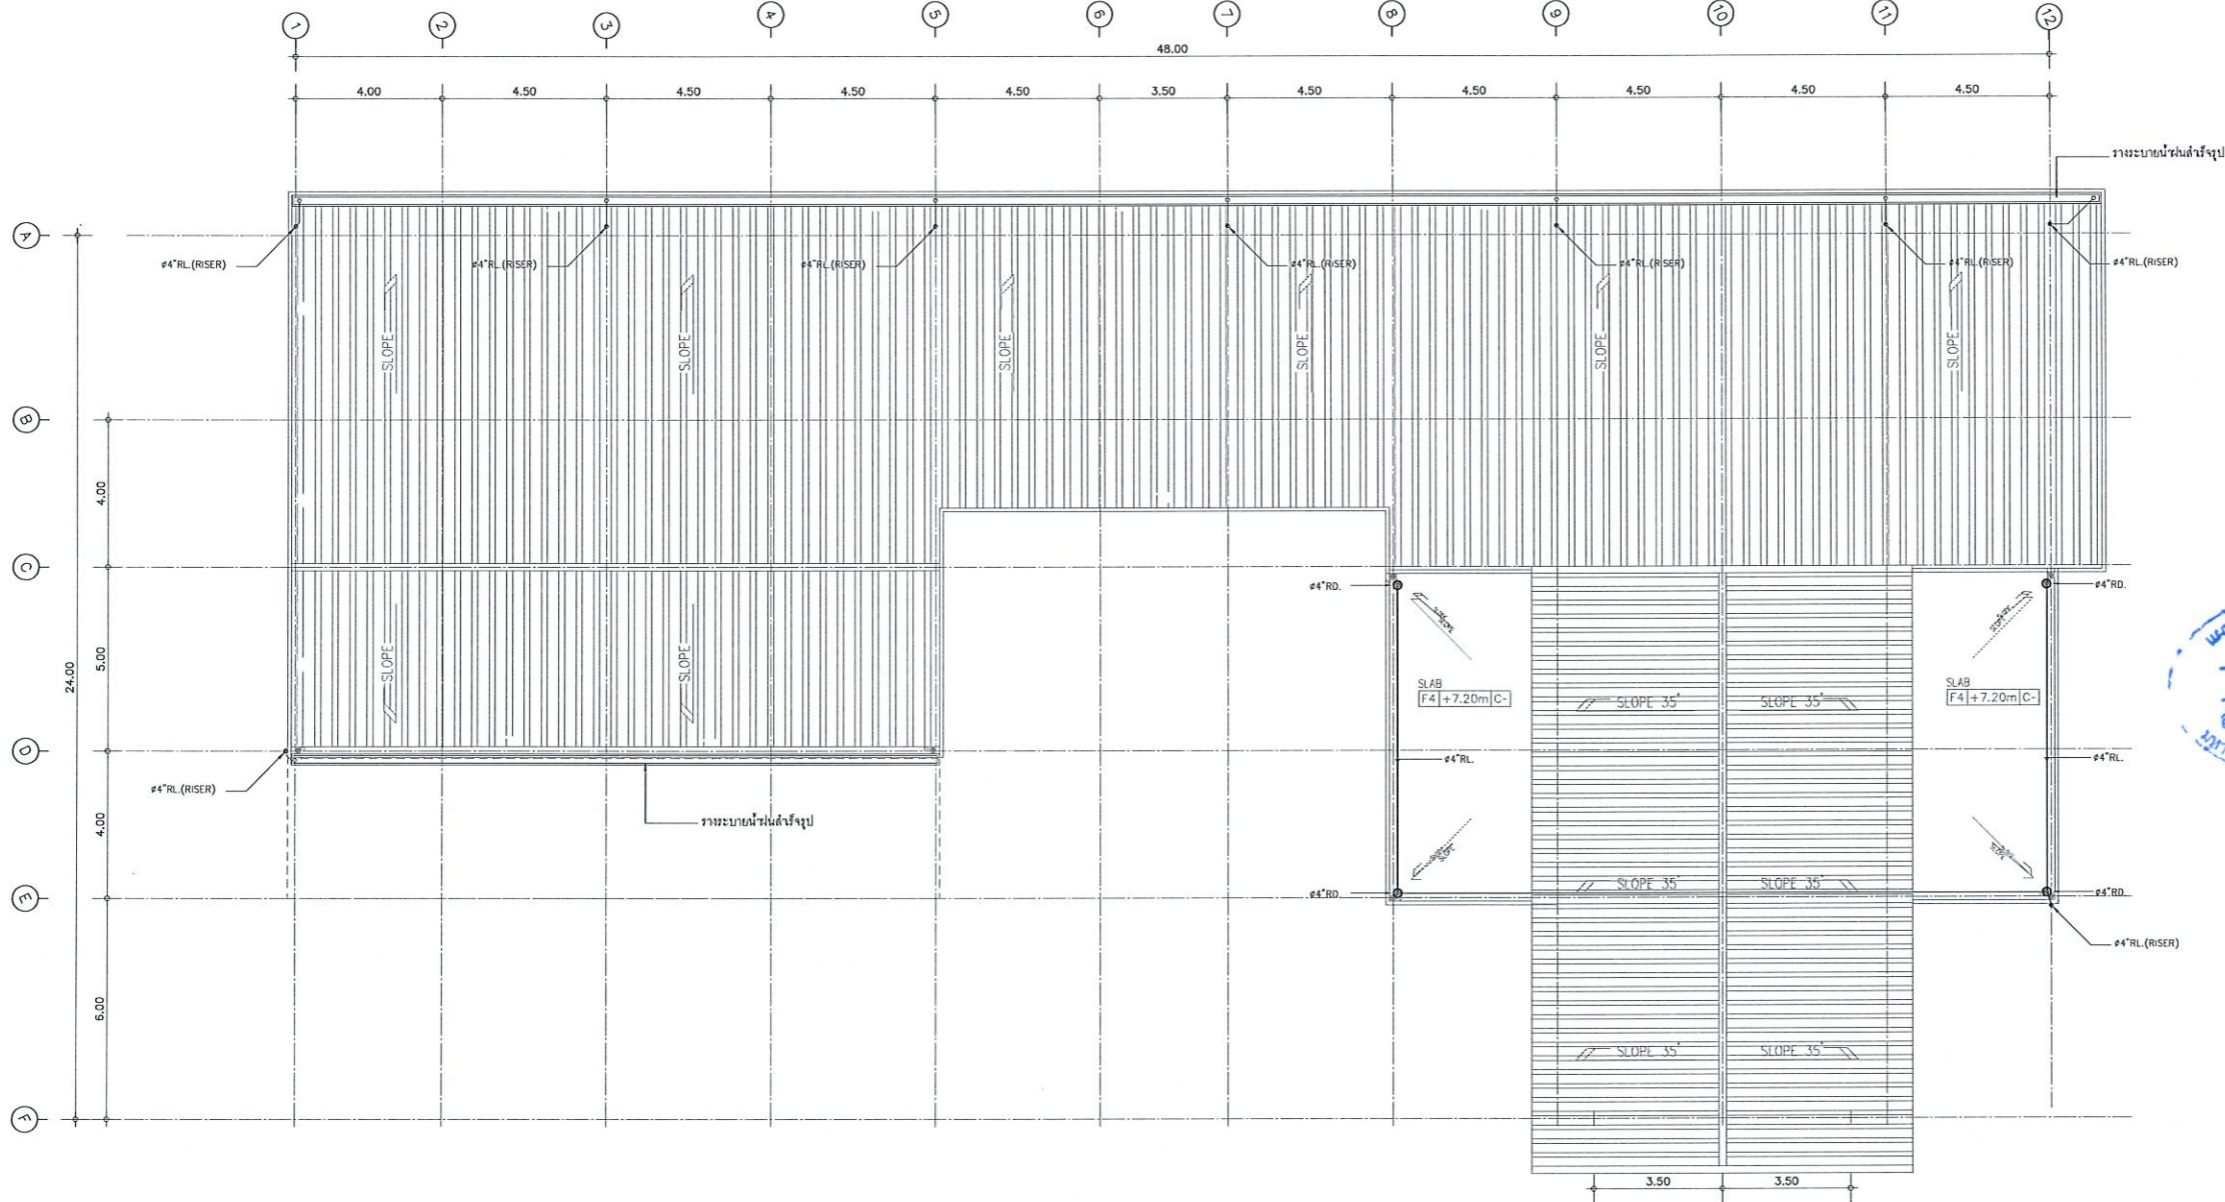 1 2 3 4 5 6 7 8 9 10 11 12
48.00
4.00 4.50 4.50 4.50 4.50 3.50 4.50 4.50 4.50 4.50 4.50
รางระบายน้ำฝนสำเร็จรูป
A
ø4"RL.(RISER) ø4"RL.(RISER) ø4"RL.(RISER) ø4"RL.(RISER) ø4"RL.(RISER) ø4"RL.(RISER) ø4"RL.(RISER)
SLOPE SLOPE SLOPE SLOPE SLOPE SLOPE
B
4.00
C
ø4"RD. ø4"RD.
SLOPE SLOPE
24.00
5.00
SLOPE SLOPE
SLAB SLAB
F4 +7.20m C- F4 +7.20m C-
SLOPE 35° SLOPE 35°
D
ø4"RL. ø4"RL.
ø4"RL.(RISER)
รางระบายน้ำฝนสำเร็จรูป
4.00
SLOPE SLOPE
SLOPE 35° SLOPE 35°
E
ø4"RD. ø4"RD.
ø4"RL.(RISER)
6.00
SLOPE 35° SLOPE 35°
F
3.50 3.50